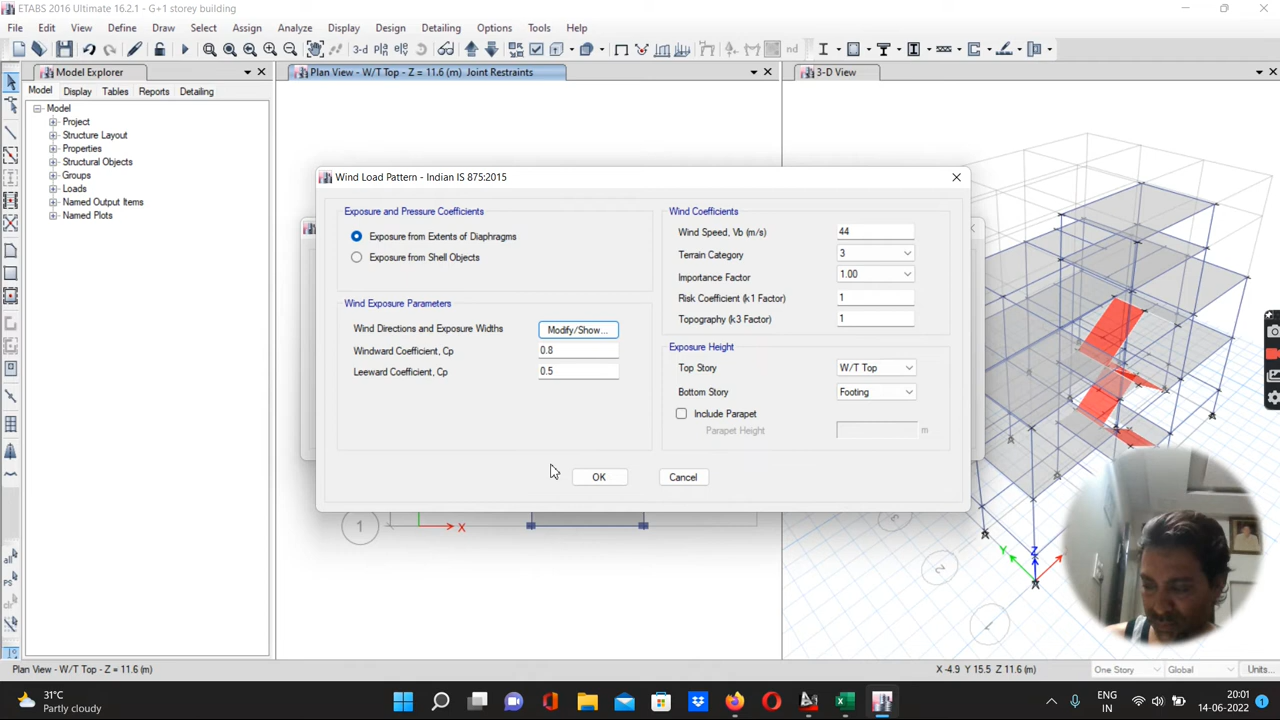 ETABS 2016 Ultimate 16.2.1 - G+1 storey building
File Edit View Define Draw Select Assign Analyze Display Design Detailing Options Tools Help
3-d nd
Model Explorer
Plan View - W/T Top - Z = 11.6 (m) Joint Restraints
3-D View
Model Display Tables Reports Detailing
Model
Project
Structure Layout
Properties
Structural Objects
Groups
Loads
Named Output Items
Named Plots
Wind Load Pattern - Indian IS 875:2015
Exposure and Pressure Coefficients
Exposure from Extents of Diaphragms
Exposure from Shell Objects
Wind Exposure Parameters
Wind Directions and Exposure Widths Modify/Show...
Windward Coefficient, Cp 0.8
Leeward Coefficient, Cp 0.5
Wind Coefficients
Wind Speed, Vb (m/s) 44
Terrain Category 3
Importance Factor 1.00
Risk Coefficient (k1 Factor) 1
Topography (k3 Factor) 1
Exposure Height
Top Story W/T Top
Bottom Story Footing
Include Parapet
Parapet Height m
OK Cancel
1 X
3
2
1
Y Z
all
PS
clr
Plan View - W/T Top - Z = 11.6 (m)
X -4.9 Y 15.5 Z 11.6 (m)
One Story Global Units...
31°C
Partly cloudy
ENG
IN
20:01
14-06-2022